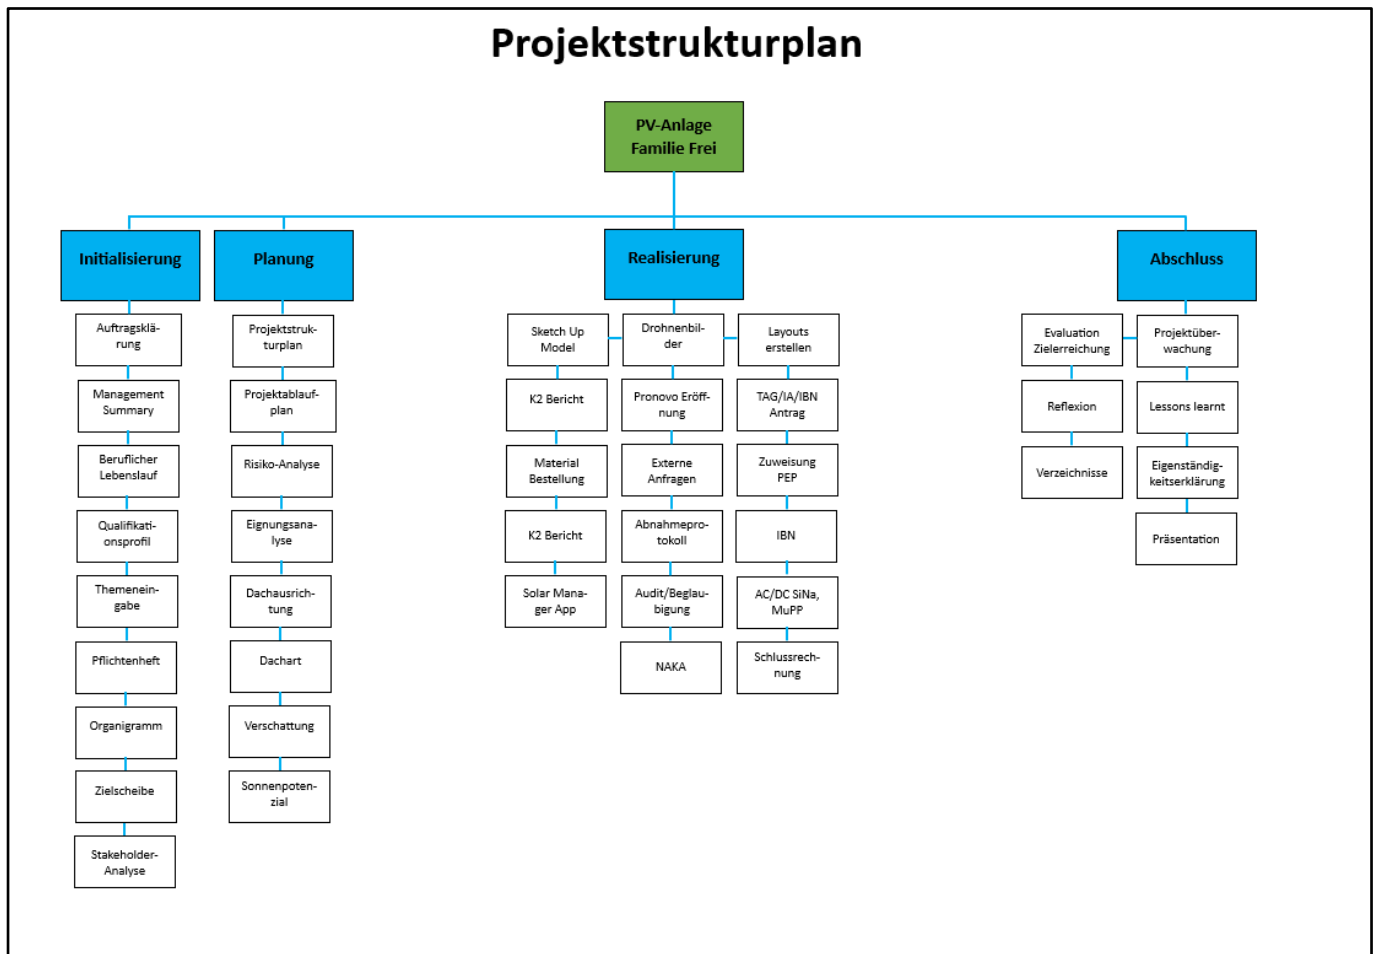 Projektstrukturplan
PV-Anlage
Familie Frei
Initialisierung
Planung
Realisierung
Abschluss
Auftragsklä-
rung
Management
Summary
Beruflicher
Lebenslauf
Qualifikati-
onsprofil
Themenein-
gabe
Pflichtenheft
Organigramm
Zielscheibe
Stakeholder-
Analyse
Projektstruk-
turplan
Projektablauf-
plan
Risiko-Analyse
Eignungsana-
lyse
Dachausrich-
tung
Dachart
Verschattung
Sonnenpoten-
zial
Sketch Up
Model
K2 Bericht
Material
Bestellung
K2 Bericht
Solar Mana-
ger App
Drohnenbil-
der
Pronovo Eröff-
nung
Externe
Anfragen
Abnahmepro-
tokoll
Audit/Beglau-
bigung
NAKA
Layouts
erstellen
TAG/IA/IBN
Antrag
Zuweisung
PEP
IBN
AC/DC SiNa,
MuPP
Schlussrech-
nung
Evaluation
Zielerreichung
Reflexion
Verzeichnisse
Projektüber-
wachung
Lessons learnt
Eigenständig-
keitserklärung
Präsentation